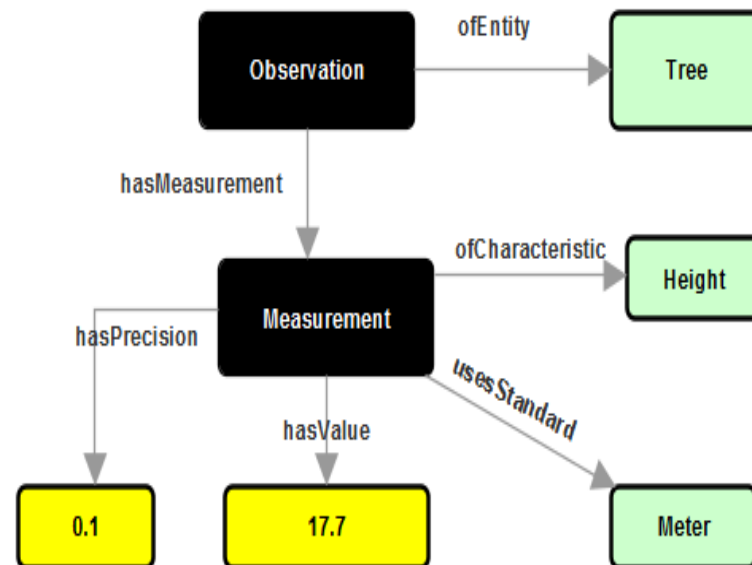 ofEntity
Observation
Tree
hasMeasurement
ofCharacteristic
Height
Measurement
hasPrecision
usesStandard
hasValue
0.1
17.7
Meter